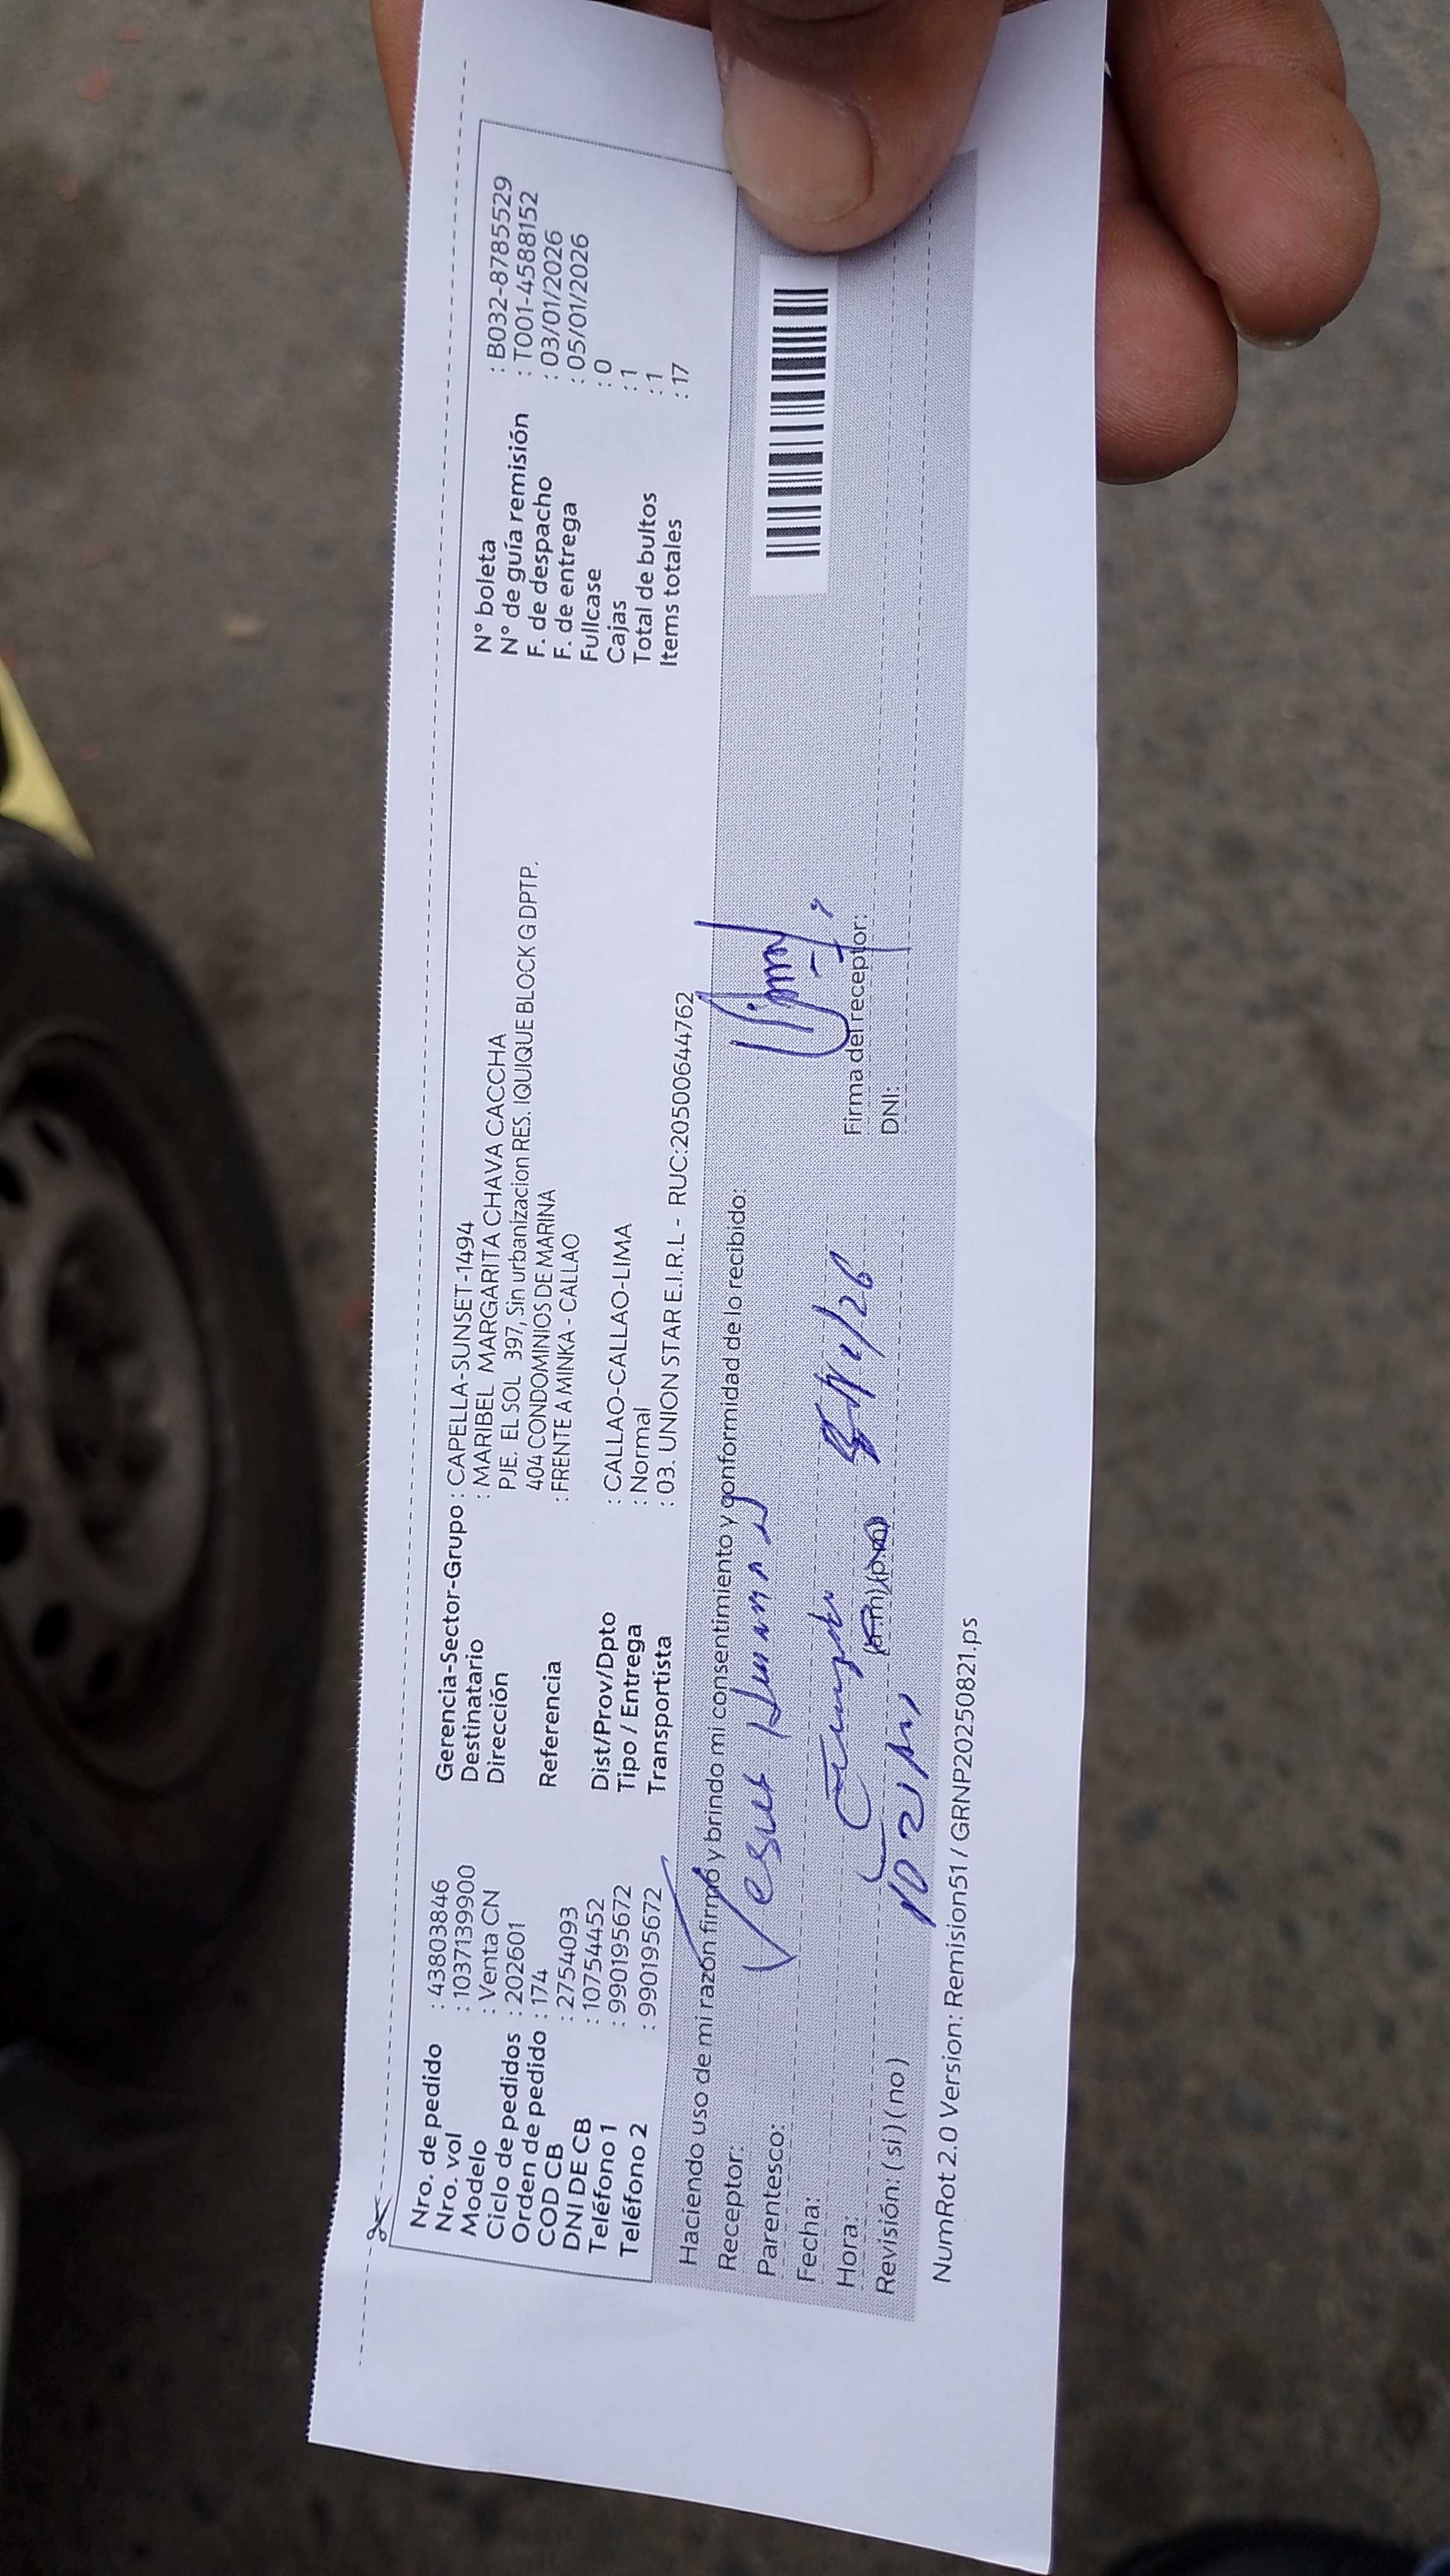 Nro. de pedido : 43803846
Nro. vol : 1037139900
Modelo : Venta CN
Ciclo de pedidos : 202601
Orden de pedido : 174
COD CB : 2754093
DNI DE CB : 10754452
Teléfono 1 : 990195672
Teléfono 2 : 990195672
Gerencia-Sector-Grupo : CAPELLA-SUNSET-1494
Destinatario : MARIBEL MARGARITA CHAVA CACCHA
Dirección PJE. EL SOL 397, Sin urbanizacion RES. IQUIQUE BLOCK G DPTP.
404 CONDOMINIOS DE MARINA
Referencia : FRENTE A MINKA - CALLAO
Dist/Prov/Dpto : CALLAO-CALLAO-LIMA
Tipo / Entrega : Normal
Transportista : 03. UNION STAR E.I.R.L - RUC:20500644762
N° boleta : B032-8785529
N° de guía remisión : T001-4588152
F. de despacho : 03/01/2026
F. de entrega : 05/01/2026
Fullcase : 0
Cajas : 1
Total de bultos : 1
Items totales : 17
Haciendo uso de mi razón firmo y brindo mi consentimiento y conformidad de lo recibido:
Receptor:
Parentesco:
Fecha:
Hora: (a.m) (p.m)
Revisión: (si) (no)
Firma del receptor:
DNI:
NumRot 2.0 Version: Remision51 / GRNP20250821.ps